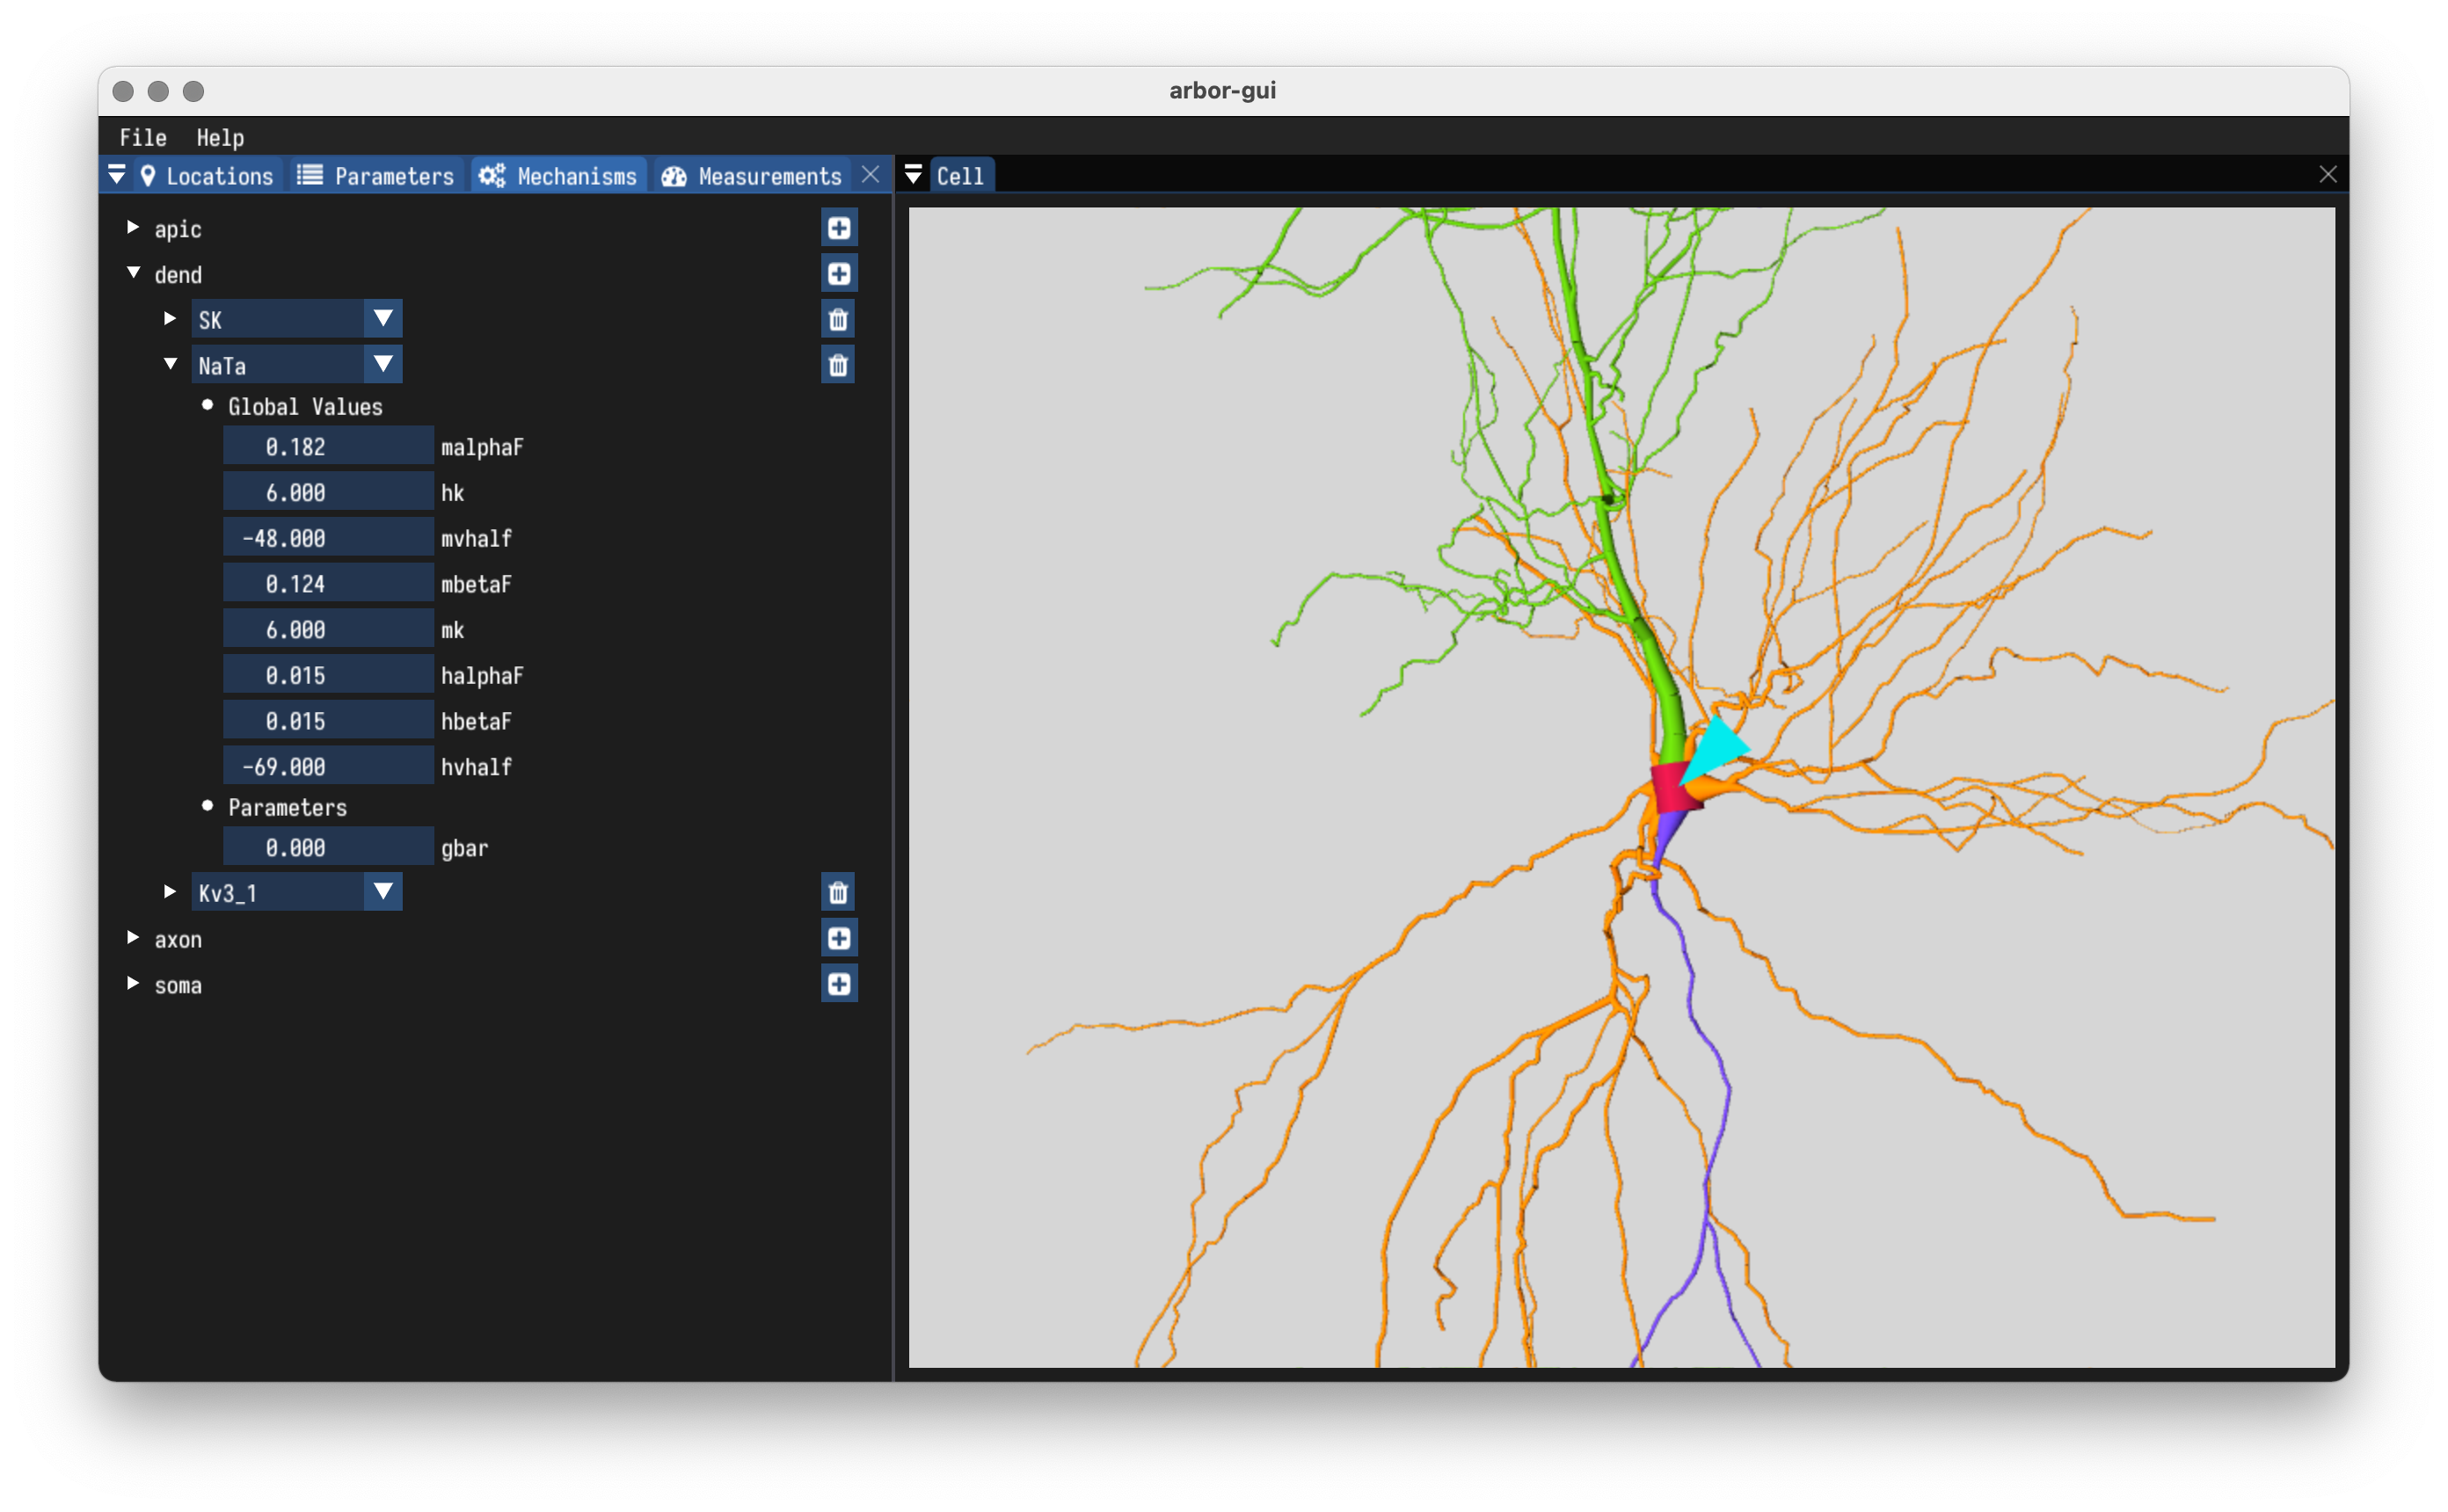 arbor-gui
File Help
Locations Parameters Mechanisms Measurements
Cell
apic
dend
SK
NaTa
Global Values
0.182 malphaF
6.000 hk
-48.000 mvhalf
0.124 mbetaF
6.000 mk
0.015 halphaF
0.015 hbetaF
-69.000 hvhalf
Parameters
0.000 gbar
Kv3_1
axon
soma